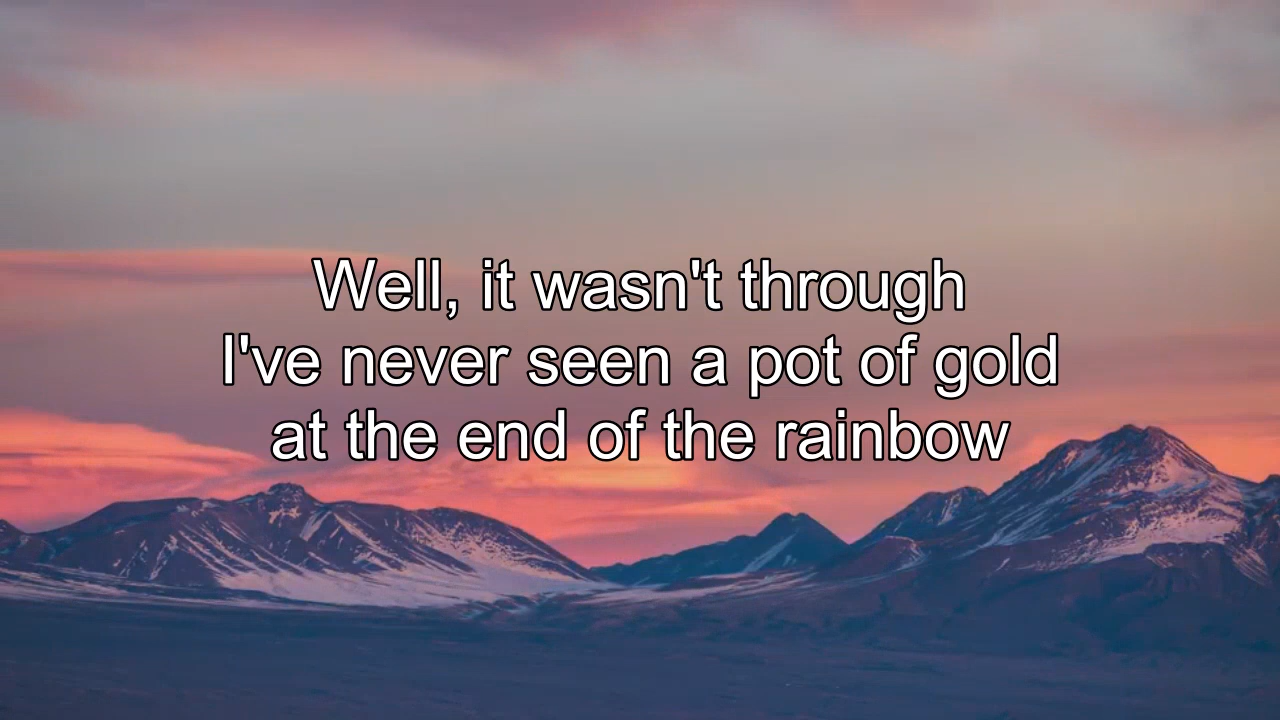 Well, it wasn't through
I've never seen a pot of gold
at the end of the rainbow